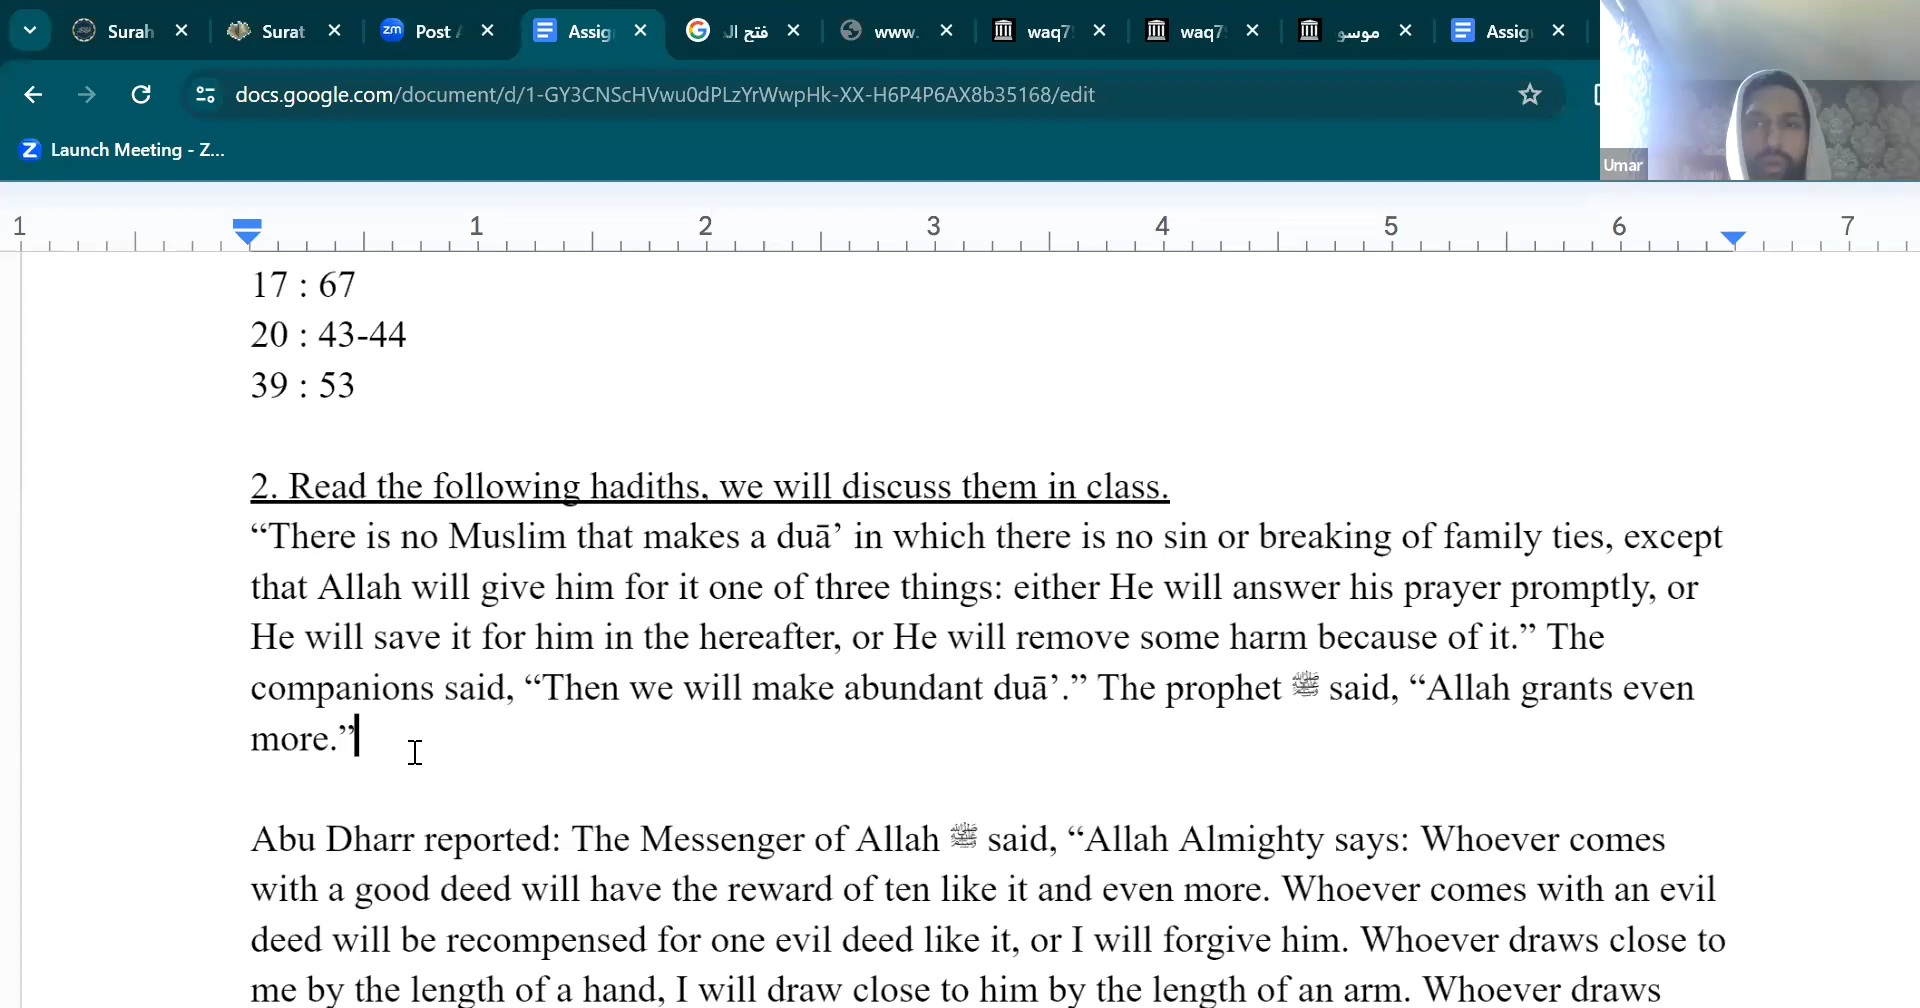 Surah
Surat
Post
Assig
فتح الـ
www.
waq7
waq7
موسو
Assig
docs.google.com/document/d/1-GY3CNScHVwu0dPLzYrWwpHk-XX-H6P4P6AX8b35168/edit
Launch Meeting - Z...
Umar
1 1 2 3 4 5 6 7
17 : 67
20 : 43-44
39 : 53
2. Read the following hadiths, we will discuss them in class.
“There is no Muslim that makes a duā’ in which there is no sin or breaking of family ties, except
that Allah will give him for it one of three things: either He will answer his prayer promptly, or
He will save it for him in the hereafter, or He will remove some harm because of it.” The
companions said, “Then we will make abundant duā’.” The prophet ﷺ said, “Allah grants even
more.”
Abu Dharr reported: The Messenger of Allah ﷺ said, “Allah Almighty says: Whoever comes
with a good deed will have the reward of ten like it and even more. Whoever comes with an evil
deed will be recompensed for one evil deed like it, or I will forgive him. Whoever draws close to
me by the length of a hand, I will draw close to him by the length of an arm. Whoever draws